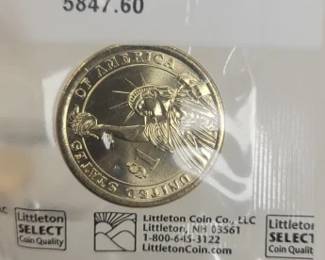 5847.60
UNITED STATES OF AMERICA
$1
Littleton
SELECT
Coin Quality
Littleton Coin Co., LLC
Littleton, NH 03561
1-800-645-3122
LittletonCoin.com
Littleton
SELECT
Coin Quality